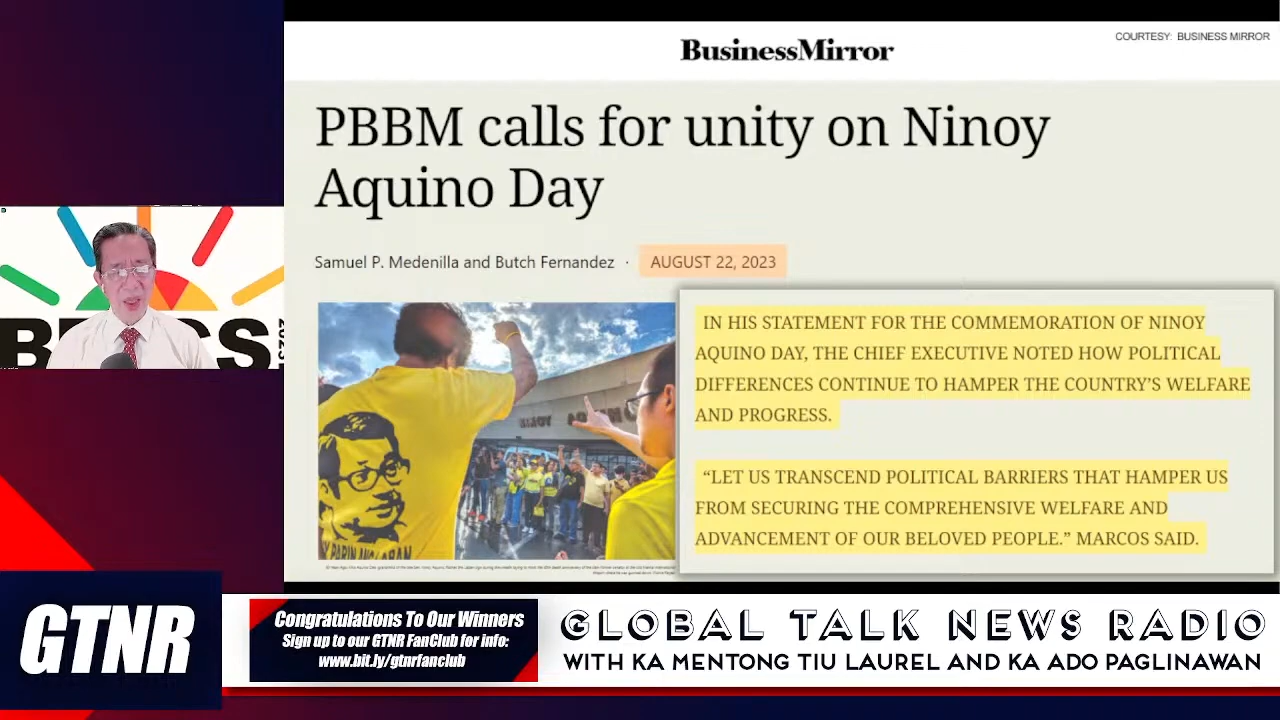 COURTESY: BUSINESS MIRROR
BusinessMirror
PBBM calls for unity on Ninoy
Aquino Day
Samuel P. Medenilla and Butch Fernandez · AUGUST 22, 2023
IN HIS STATEMENT FOR THE COMMEMORATION OF NINOY
AQUINO DAY, THE CHIEF EXECUTIVE NOTED HOW POLITICAL
DIFFERENCES CONTINUE TO HAMPER THE COUNTRY'S WELFARE
AND PROGRESS.
“LET US TRANSCEND POLITICAL BARRIERS THAT HAMPER US
FROM SECURING THE COMPREHENSIVE WELFARE AND
ADVANCEMENT OF OUR BELOVED PEOPLE.” MARCOS SAID.
NINOY
GTNR
Congratulations To Our Winners
Sign up to our GTNR FanClub for info:
www.bit.ly/gtnrfanclub
GLOBAL TALK NEWS RADIO
WITH KA MENTONG TIU LAUREL AND KA ADO PAGLINAWAN